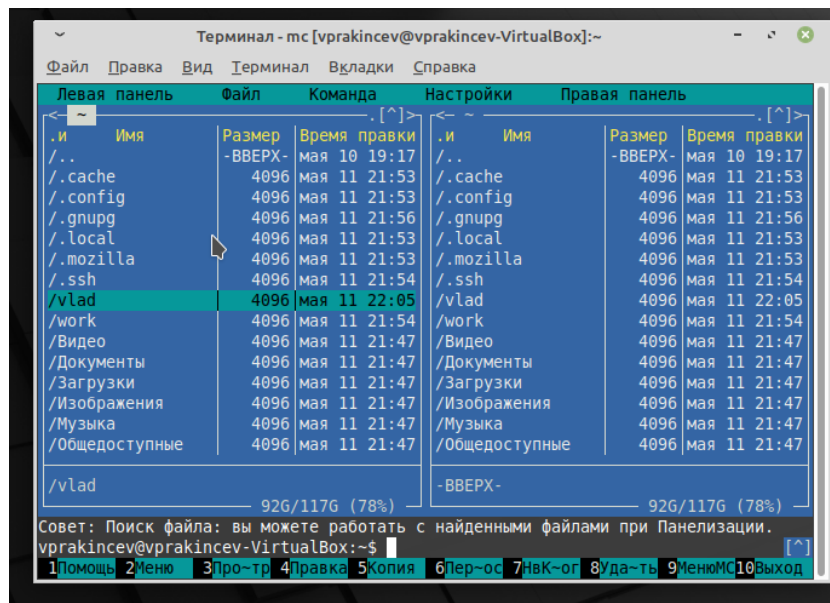 Терминал - mc [vprakincev@vprakincev-VirtualBox]:~
Файл Правка Вид Терминал Вкладки Справка
Левая панель Файл Команда Настройки Правая панель
<— ~ .[^]> <— ~ .[^]>
.и Имя Размер Время правки .и Имя Размер Время правки
/.. -ВВЕРХ- мая 10 19:17 /.. -ВВЕРХ- мая 10 19:17
/.cache 4096 мая 11 21:53 /.cache 4096 мая 11 21:53
/.config 4096 мая 11 21:53 /.config 4096 мая 11 21:53
/.gnupg 4096 мая 11 21:56 /.gnupg 4096 мая 11 21:56
/.local 4096 мая 11 21:53 /.local 4096 мая 11 21:53
/.mozilla 4096 мая 11 21:53 /.mozilla 4096 мая 11 21:53
/.ssh 4096 мая 11 21:54 /.ssh 4096 мая 11 21:54
/vlad 4096 мая 11 22:05 /vlad 4096 мая 11 22:05
/work 4096 мая 11 21:54 /work 4096 мая 11 21:54
/Видео 4096 мая 11 21:47 /Видео 4096 мая 11 21:47
/Документы 4096 мая 11 21:47 /Документы 4096 мая 11 21:47
/Загрузки 4096 мая 11 21:47 /Загрузки 4096 мая 11 21:47
/Изображения 4096 мая 11 21:47 /Изображения 4096 мая 11 21:47
/Музыка 4096 мая 11 21:47 /Музыка 4096 мая 11 21:47
/Общедоступные 4096 мая 11 21:47 /Общедоступные 4096 мая 11 21:47
/vlad -ВВЕРХ-
92G/117G (78%) 92G/117G (78%)
Совет: Поиск файла: вы можете работать с найденными файлами при Панелизации.
vprakincev@vprakincev-VirtualBox:~$ [^]
1Помощь 2Меню 3Про~тр 4Правка 5Копия 6Пер~ос 7НвК~ог 8Уда~ть 9МенюМС 10Выход